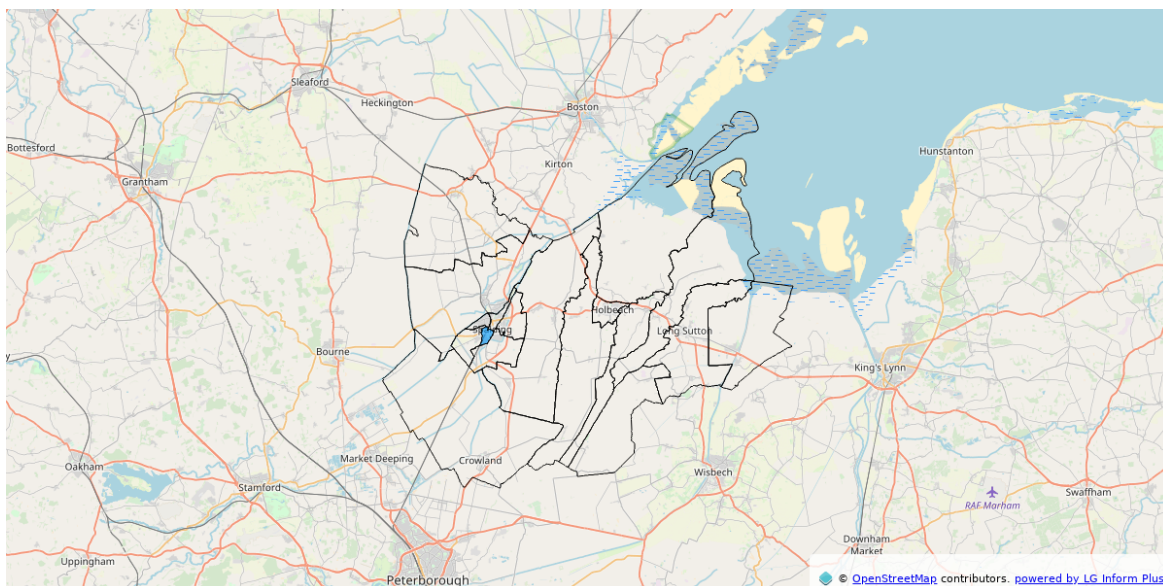 Sleaford
Heckington
Boston
Bottesford
Hunstanton
Kirton
Grantham
Holbeach
Spalding
Long Sutton
Bourne
King's Lynn
Market Deeping
Crowland
Oakham
Wisbech
Stamford
Swaffham
RAF Marham
Downham
Market
Uppingham
Peterborough
© OpenStreetMap contributors. powered by LG Inform Plus